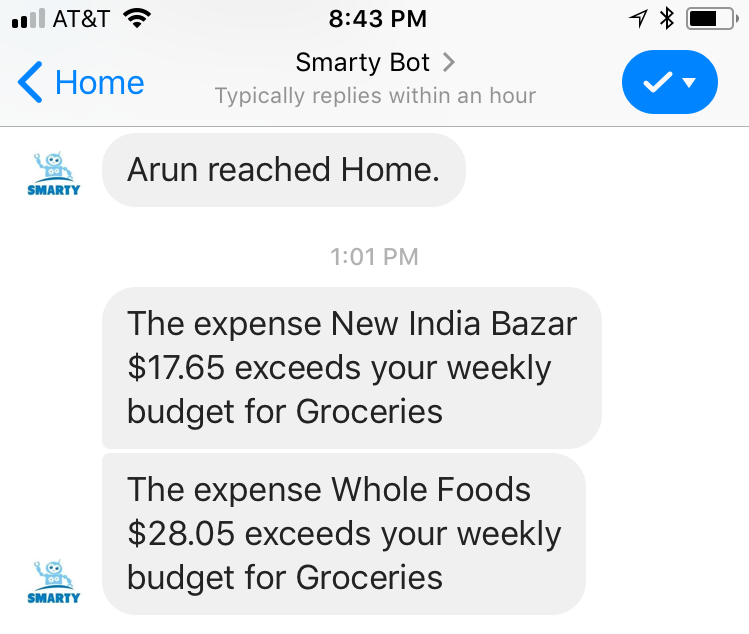 AT&T 8:43 PM
Home
Smarty Bot
Typically replies within an hour
Arun reached Home.
SMARTY
1:01 PM
The expense New India Bazar
$17.65 exceeds your weekly
budget for Groceries
The expense Whole Foods
$28.05 exceeds your weekly
budget for Groceries
SMARTY